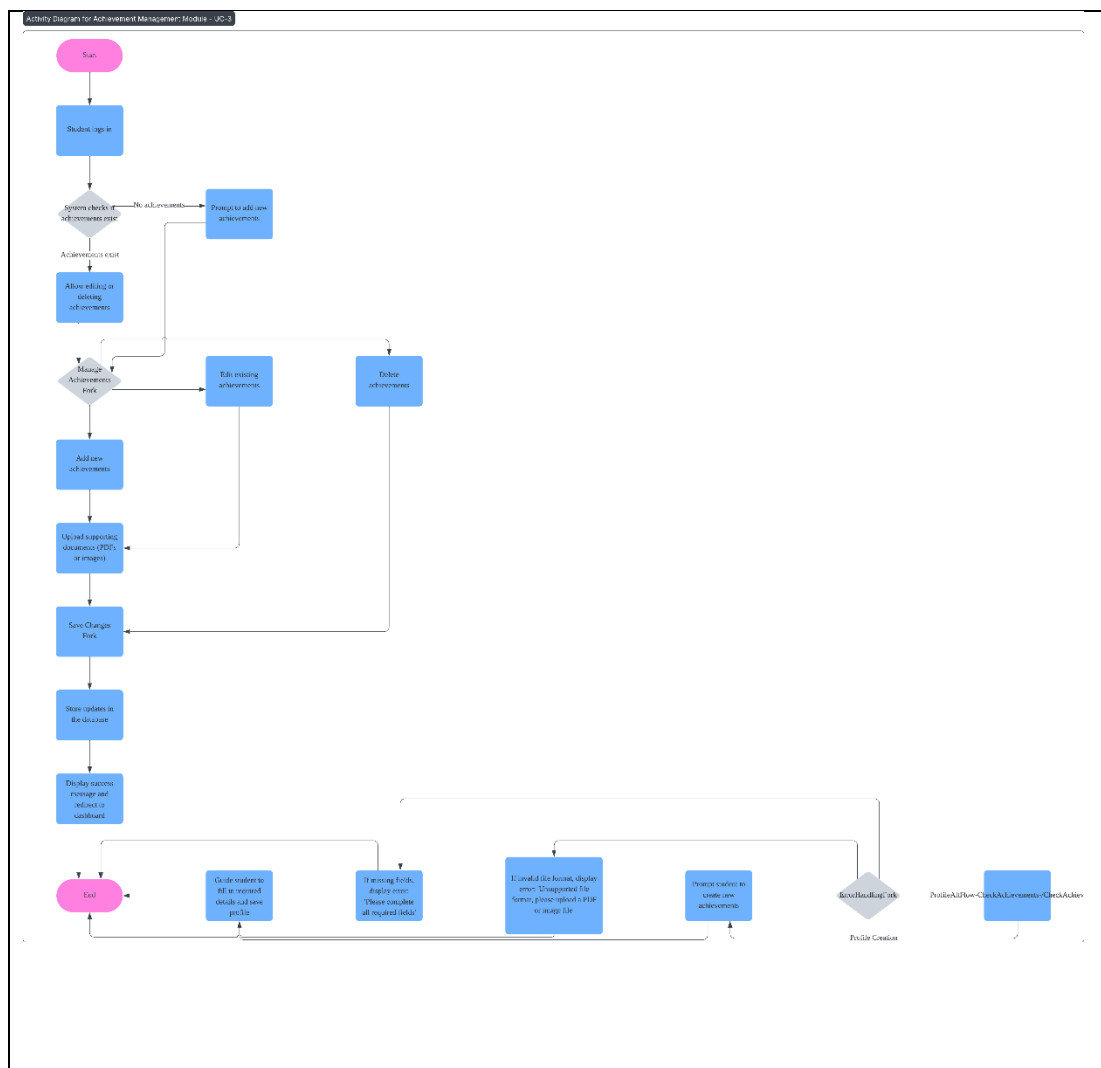 Activity Diagram for Achievement Management Module - UC-3
Start
Student logs in
System checks if
achievements exist
No achievements
Prompt to add new
achievements
Achievements exist
Allow editing or
deleting
achievements
Manage
Achievements
Fork
Edit existing
achievements
Delete
achievements
Add new
achievements
Upload supporting
documents (PDFs
or images)
Save Changes
Fork
Store updates in
the database
Display success
message and
redirect to
dashboard
End
Guide student to
fill in required
details and save
profile
If missing fields,
display error:
'Please complete
all required fields'
If invalid file format, display
error: 'Unsupported file
format, please upload a PDF
or image file
Prompt student to
create new
achievements
ErrorHandlingFork
ProfileAltFlow-CheckAchievements-/CheckAchiev
Profile Creation